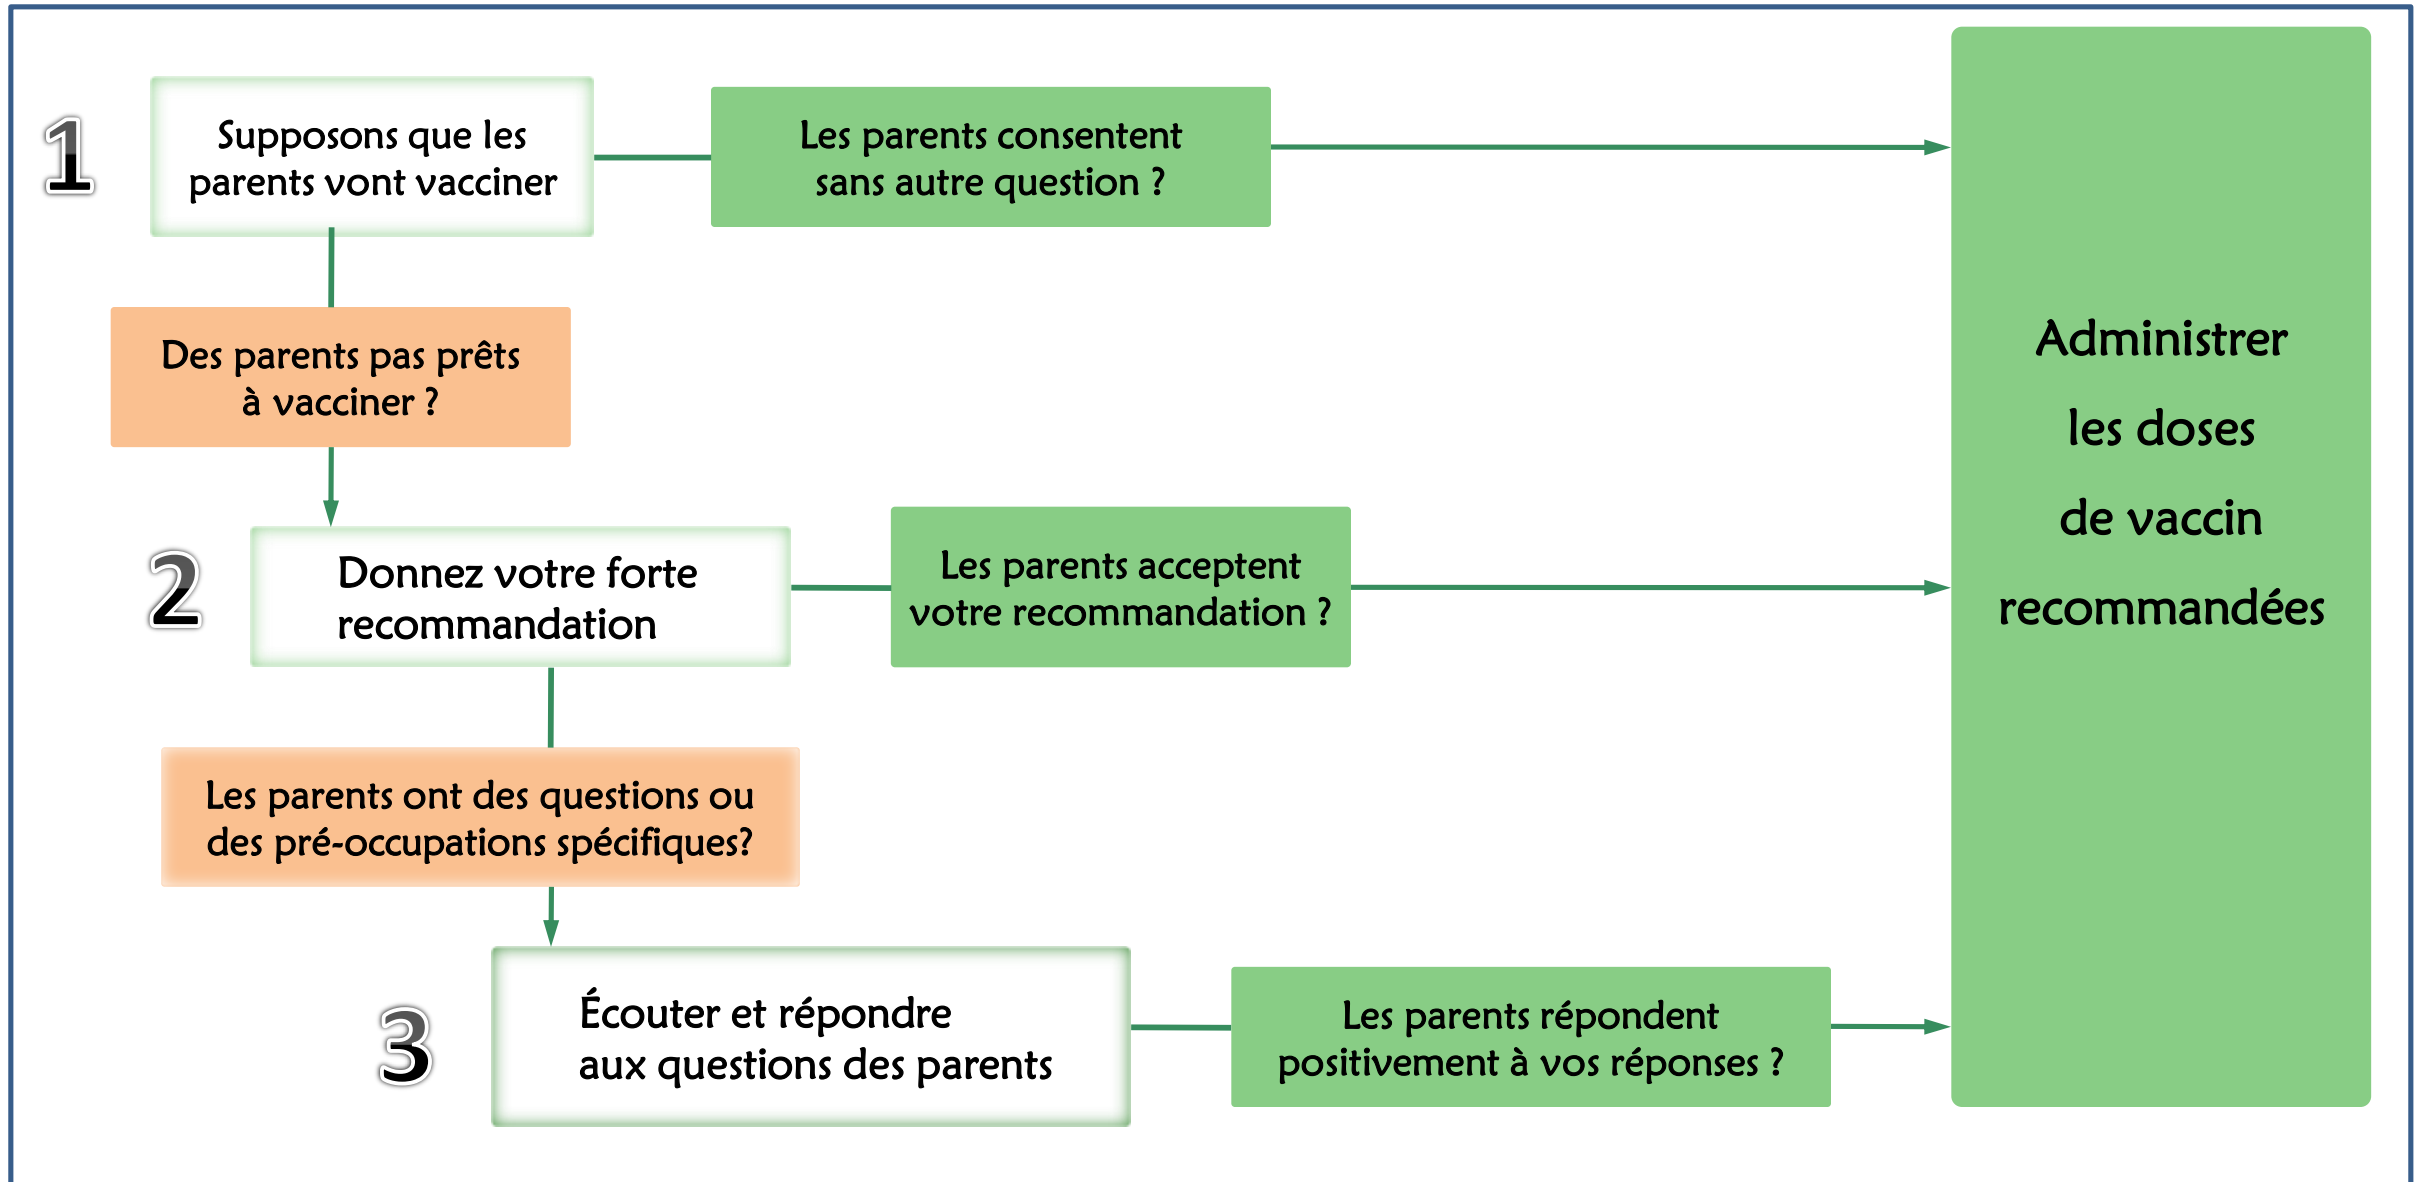 1
Supposons que les
parents vont vacciner
Les parents consentent
sans autre question ?
Des parents pas prêts
à vacciner ?
2
Donnez votre forte
recommandation
Les parents acceptent
votre recommandation ?
Les parents ont des questions ou
des pré-occupations spécifiques?
3
Écouter et répondre
aux questions des parents
Les parents répondent
positivement à vos réponses ?
Administrer
les doses
de vaccin
recommandées